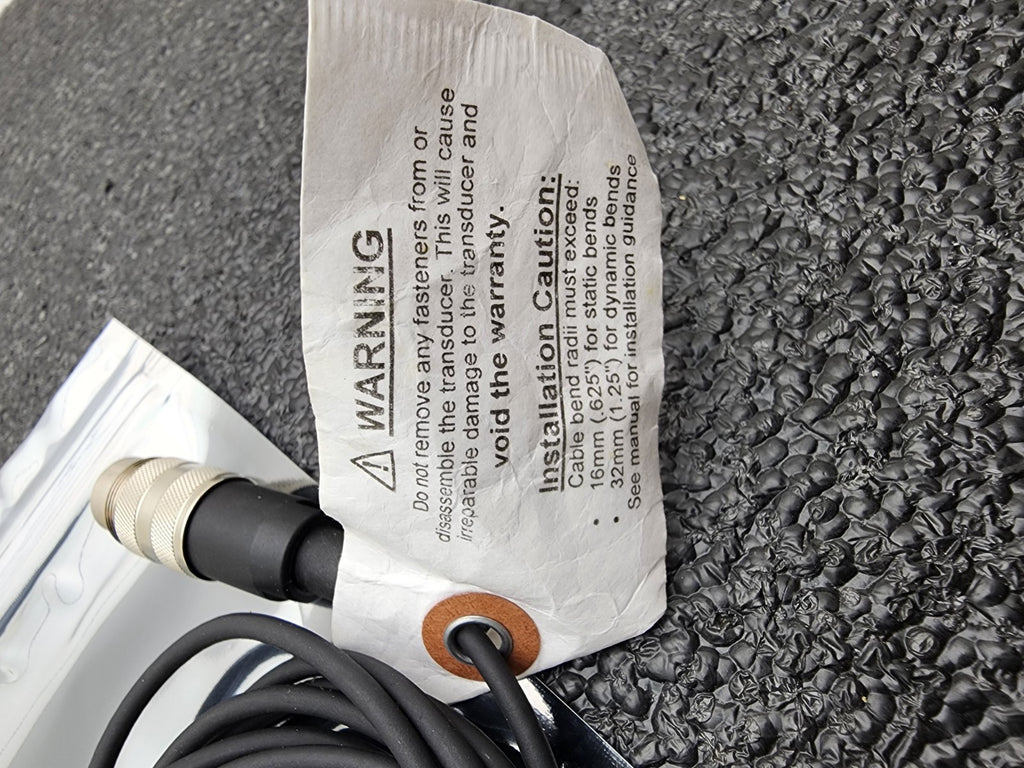 ⚠ WARNING
Do not remove any fasteners from or
disassemble the transducer. This will cause
irreparable damage to the transducer and
void the warranty.
Installation Caution:
Cable bend radii must exceed:
• 16mm (.625") for static bends
• 32mm (1.25") for dynamic bends
See manual for installation guidance